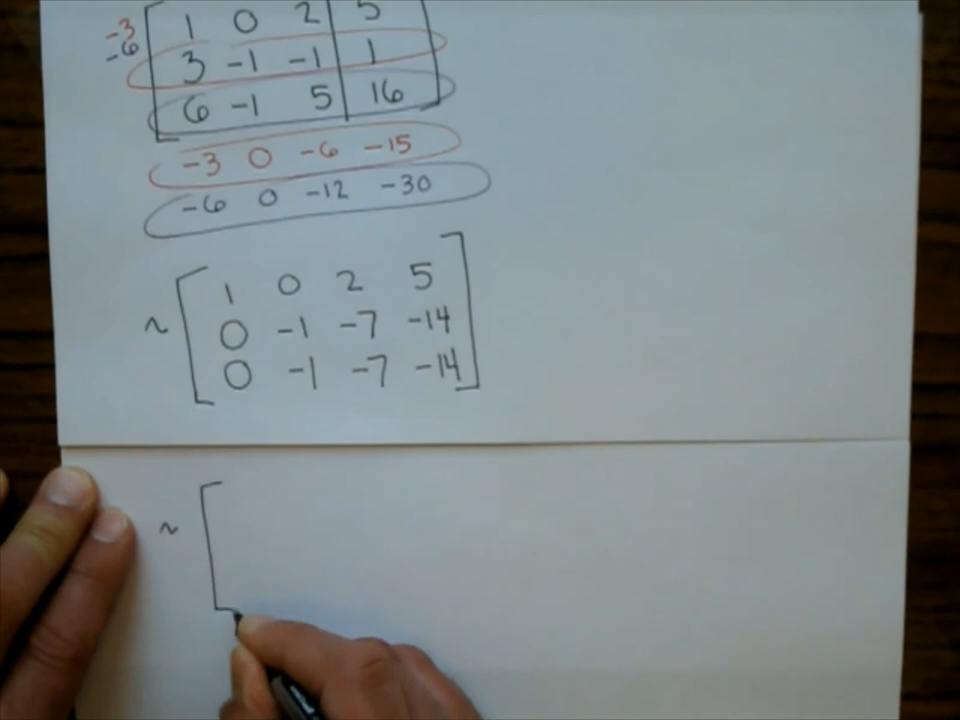 -3 1 0 2 5
-6 3 -1 -1 1
6 -1 5 16
-3 0 -6 -15
-6 0 -12 -30
1 0 2 5
~ 0 -1 -7 -14
0 -1 -7 -14
~